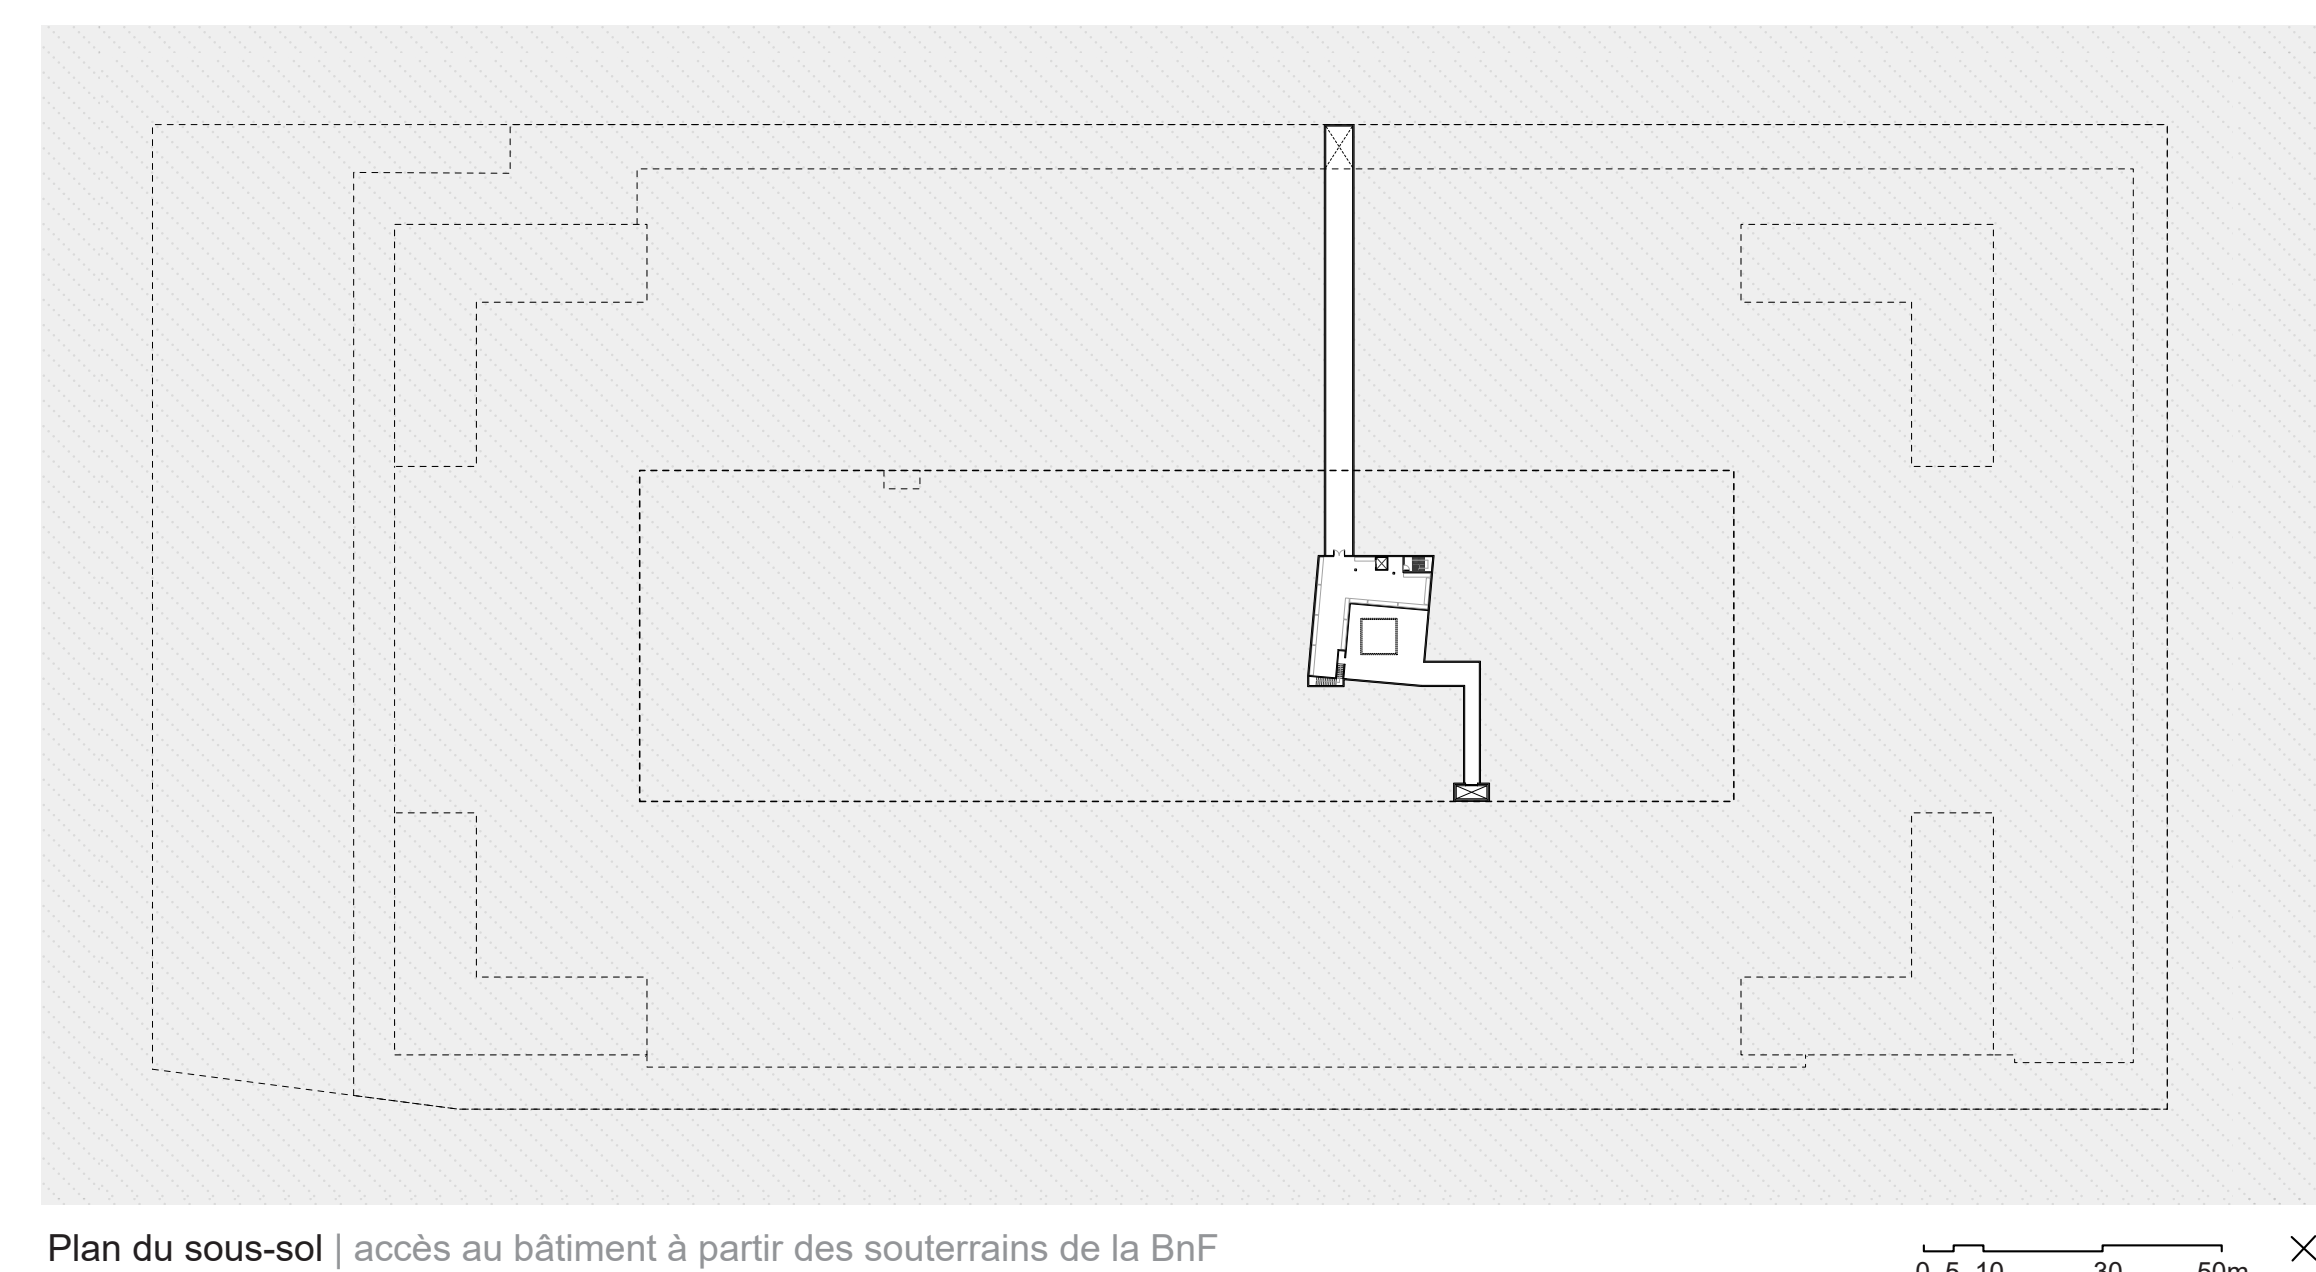 Plan du sous-sol | accès au bâtiment à partir des souterrains de la BnF
0 5 10 30 50m